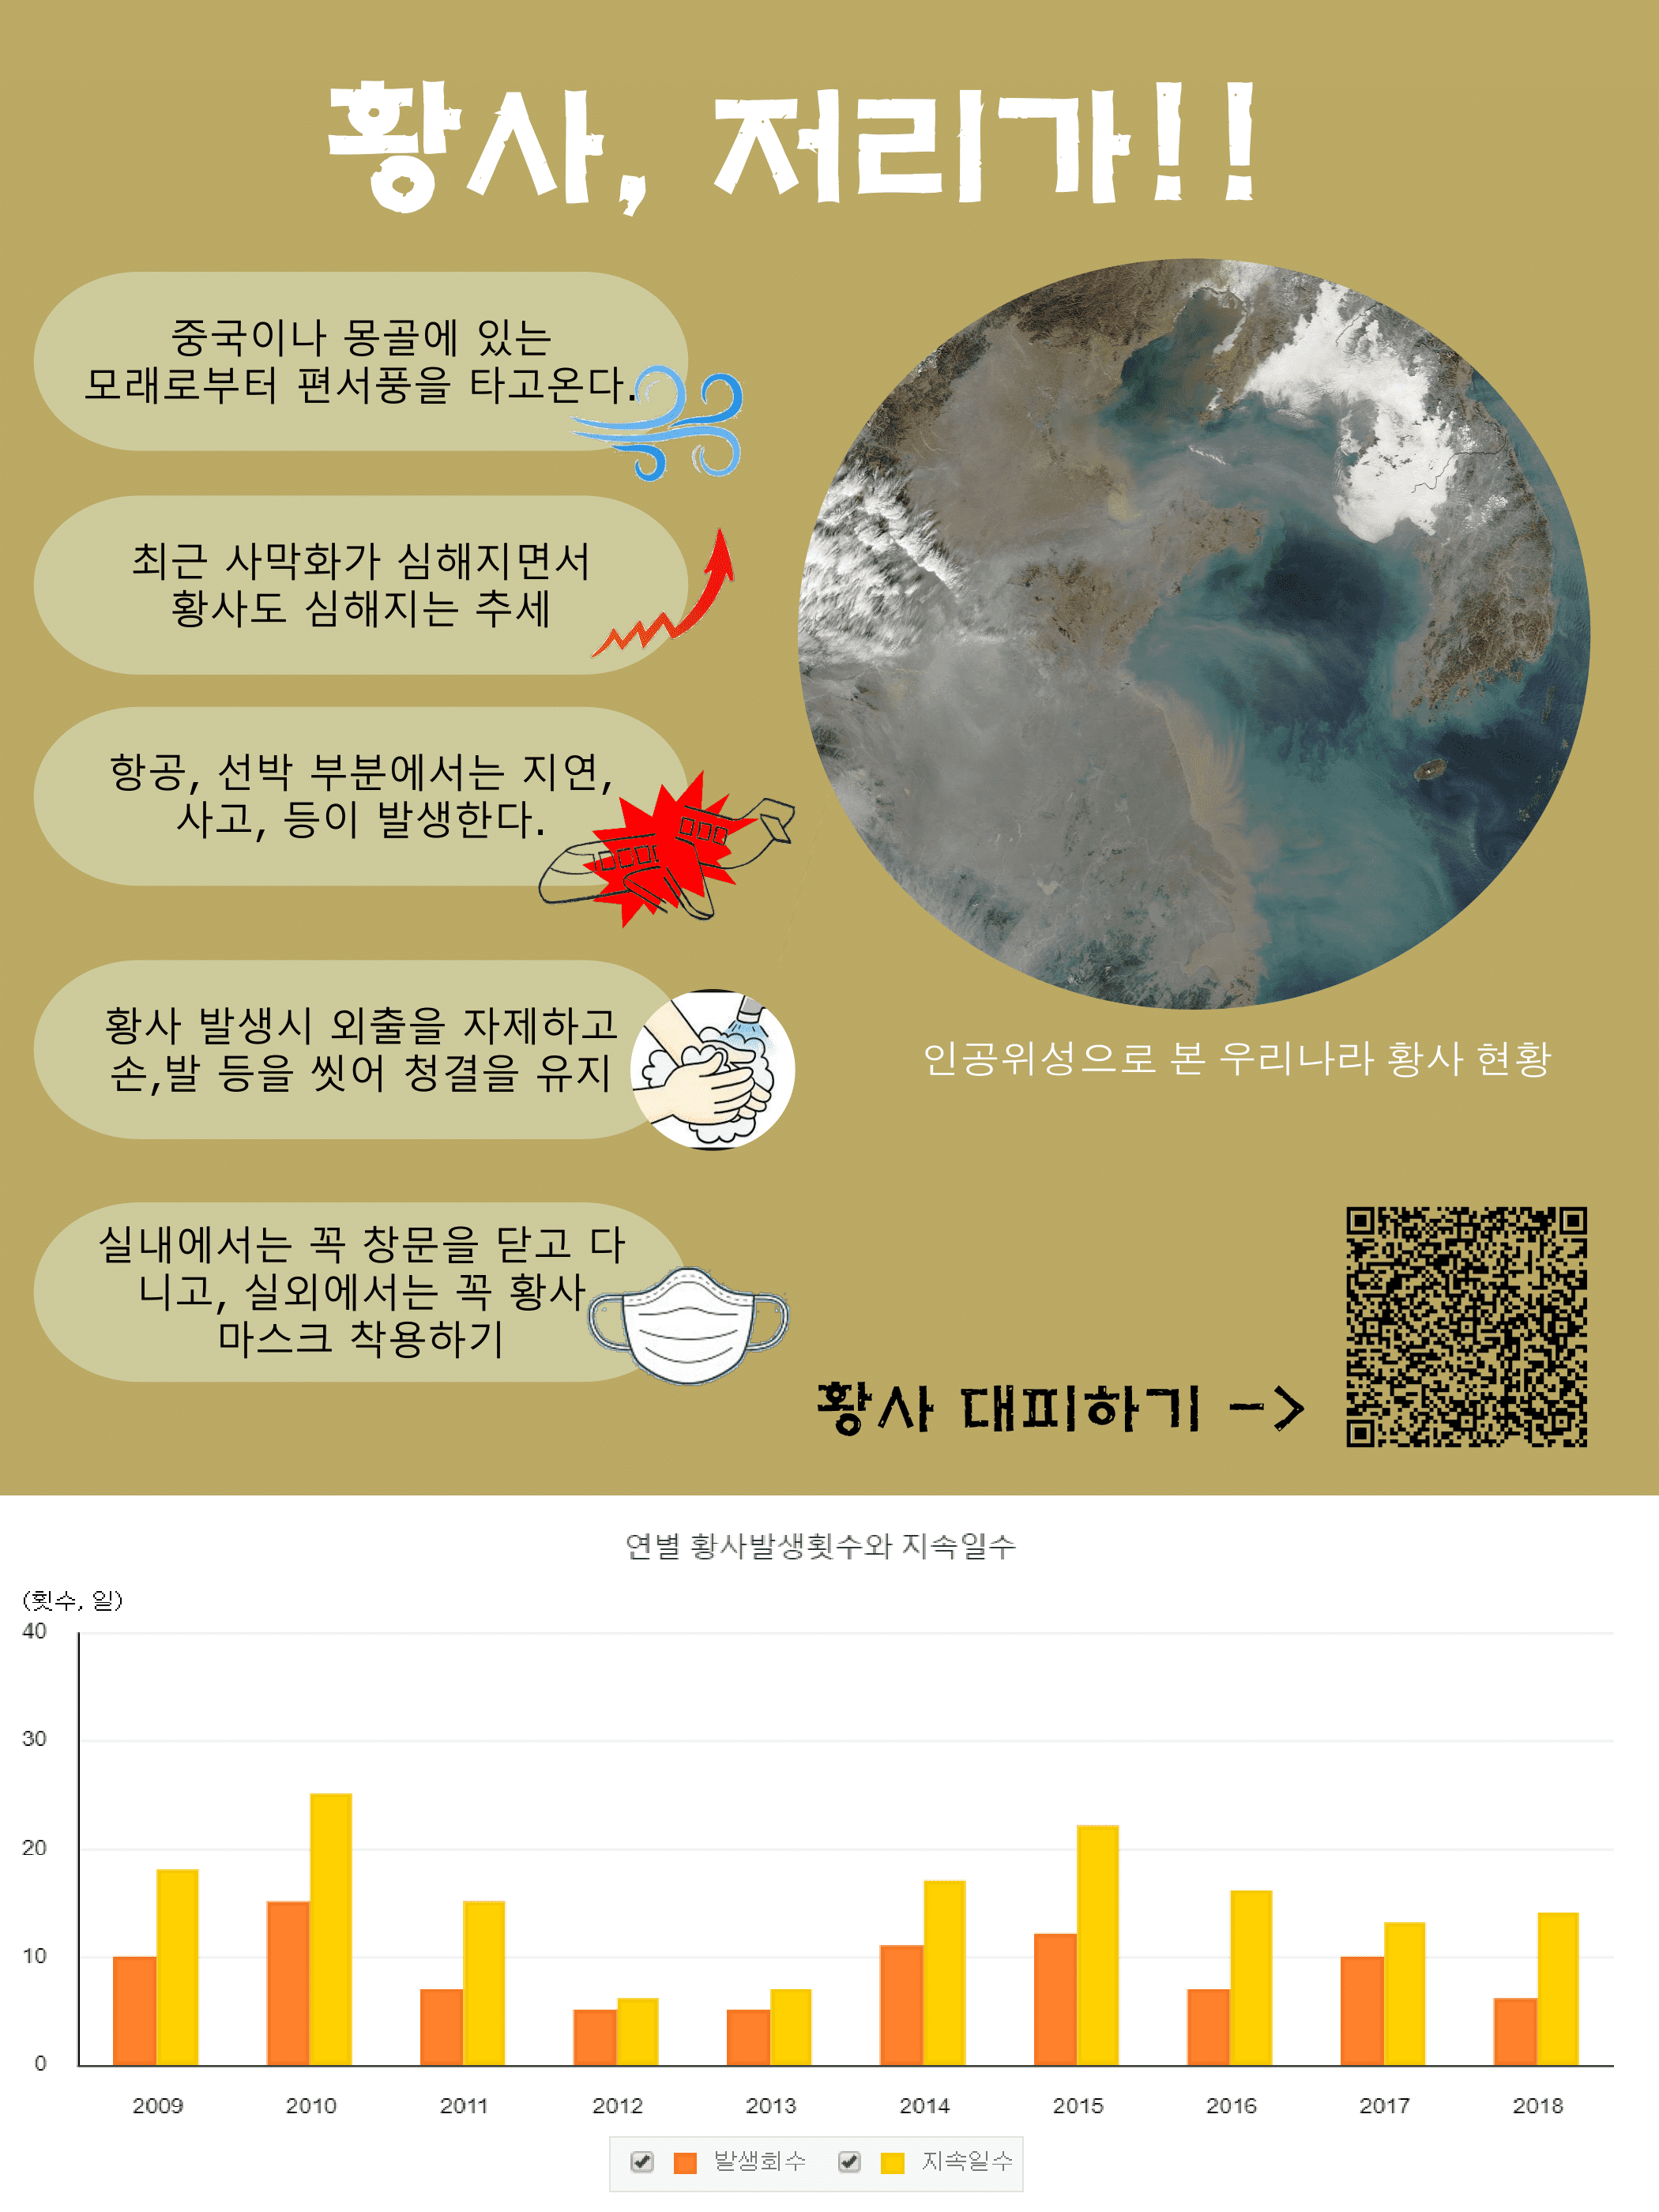 황사, 저리가!!
중국이나 몽골에 있는
모래로부터 편서풍을 타고온다.
최근 사막화가 심해지면서
황사도 심해지는 추세
항공, 선박 부분에서는 지연,
사고, 등이 발생한다.
황사 발생시 외출을 자제하고
손,발 등을 씻어 청결을 유지
실내에서는 꼭 창문을 닫고 다
니고, 실외에서는 꼭 황사
마스크 착용하기
인공위성으로 본 우리나라 황사 현황
황사 대피하기 ->
연별 황사발생횟수와 지속일수
(횟수, 일)
40
30
20
10
0
2009 2010 2011 2012 2013 2014 2015 2016 2017 2018
발생회수 지속일수